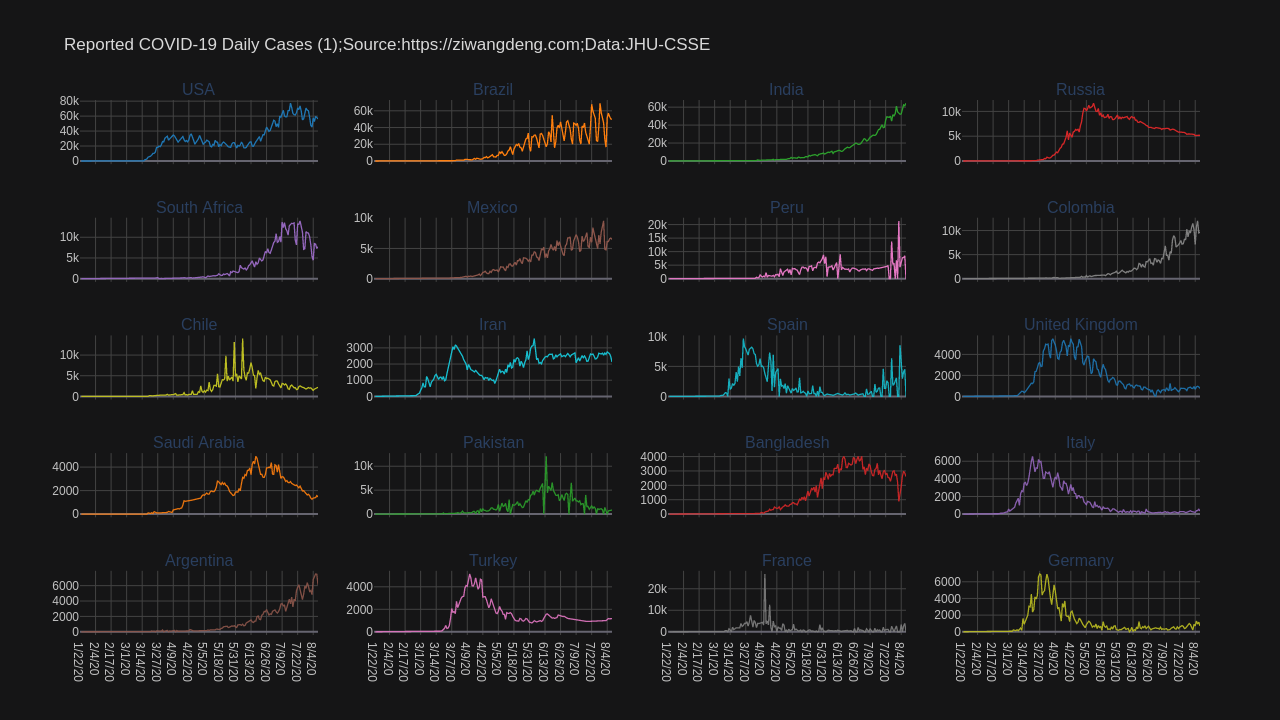 Reported COVID-19 Daily Cases (1);Source:https://ziwangdeng.com;Data:JHU-CSSE
USA
Brazil
India
Russia
80k
60k
40k
20k
0
60k
40k
20k
0
60k
40k
20k
0
10k
5k
0
South Africa
Mexico
Peru
Colombia
10k
5k
0
10k
5k
0
20k
15k
10k
5k
0
10k
5k
0
Chile
Iran
Spain
United Kingdom
10k
5k
0
3000
2000
1000
0
10k
5k
0
4000
2000
0
Saudi Arabia
Pakistan
Bangladesh
Italy
4000
2000
0
10k
5k
0
4000
3000
2000
1000
0
6000
4000
2000
0
Argentina
Turkey
France
Germany
6000
4000
2000
0
4000
2000
0
20k
10k
0
6000
4000
2000
0
1/22/20
2/4/20
2/17/20
3/1/20
3/14/20
3/27/20
4/9/20
4/22/20
5/5/20
5/18/20
5/31/20
6/13/20
6/26/20
7/9/20
7/22/20
8/4/20
1/22/20
2/4/20
2/17/20
3/1/20
3/14/20
3/27/20
4/9/20
4/22/20
5/5/20
5/18/20
5/31/20
6/13/20
6/26/20
7/9/20
7/22/20
8/4/20
1/22/20
2/4/20
2/17/20
3/1/20
3/14/20
3/27/20
4/9/20
4/22/20
5/5/20
5/18/20
5/31/20
6/13/20
6/26/20
7/9/20
7/22/20
8/4/20
1/22/20
2/4/20
2/17/20
3/1/20
3/14/20
3/27/20
4/9/20
4/22/20
5/5/20
5/18/20
5/31/20
6/13/20
6/26/20
7/9/20
7/22/20
8/4/20